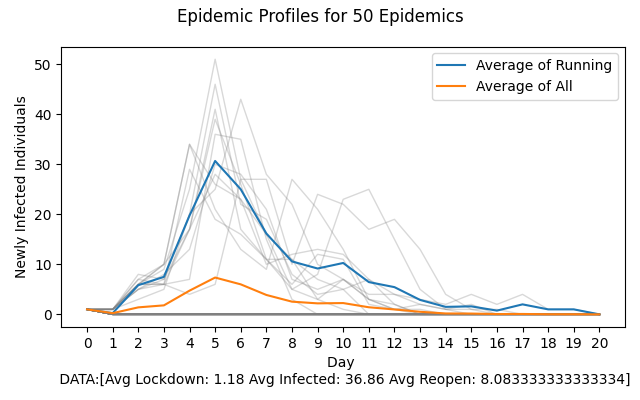 Epidemic Profiles for 50 Epidemics
Average of Running
Average of All
Newly Infected Individuals
50
40
30
20
10
0
0 1 2 3 4 5 6 7 8 9 10 11 12 13 14 15 16 17 18 19 20
Day
DATA:[Avg Lockdown: 1.18 Avg Infected: 36.86 Avg Reopen: 8.083333333333334]